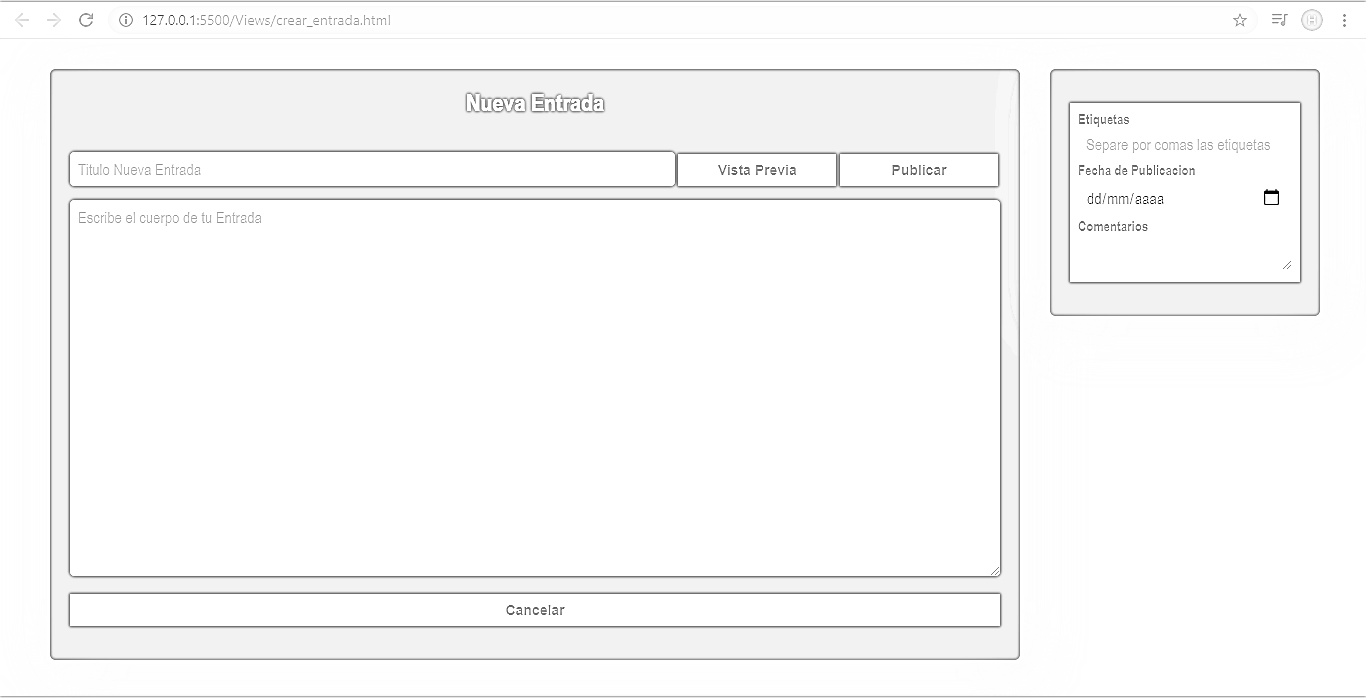 127.0.0.1:5500/Views/crear_entrada.html
Nueva Entrada
Titulo Nueva Entrada
Vista Previa
Publicar
Escribe el cuerpo de tu Entrada
Cancelar
Etiquetas
Separe por comas las etiquetas
Fecha de Publicacion
dd/mm/aaaa
Comentarios